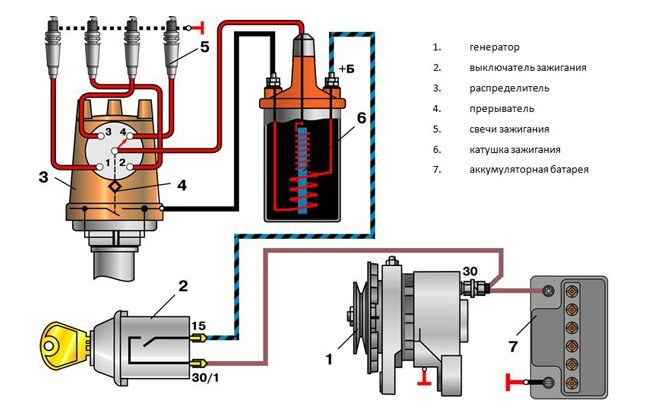 1. генератор
2. выключатель зажигания
3. распределитель
4. прерыватель
5. свечи зажигания
6. катушка зажигания
7. аккумуляторная батарея
5
+Б
6
3 4
1 2
3
4
2
15
30/1
30
1
7